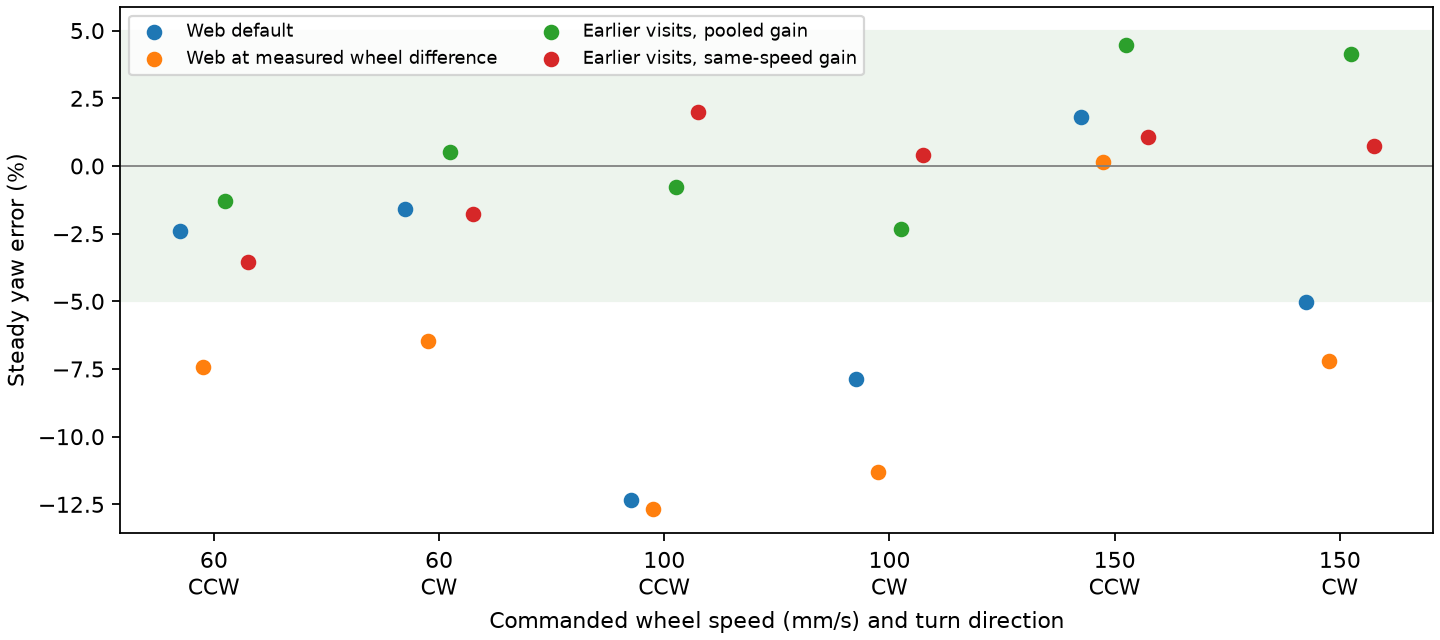 Web default
Web at measured wheel difference
Earlier visits, pooled gain
Earlier visits, same-speed gain
Steady yaw error (%)
5.0
2.5
0.0
−2.5
−5.0
−7.5
−10.0
−12.5
60
CCW
60
CW
100
CCW
100
CW
150
CCW
150
CW
Commanded wheel speed (mm/s) and turn direction